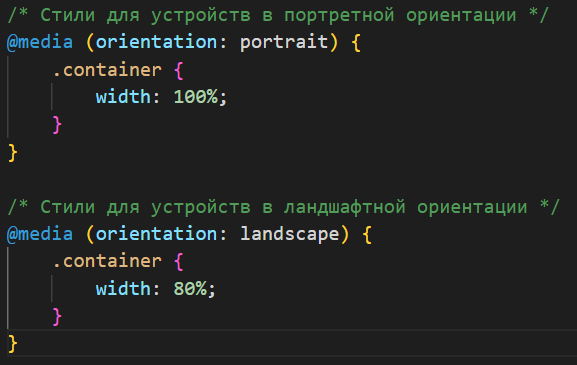 /* Стили для устройств в портретной ориентации */
@media (orientation: portrait) {
    .container {
        width: 100%;
    }
}

/* Стили для устройств в ландшафтной ориентации */
@media (orientation: landscape) {
    .container {
        width: 80%;
    }
}